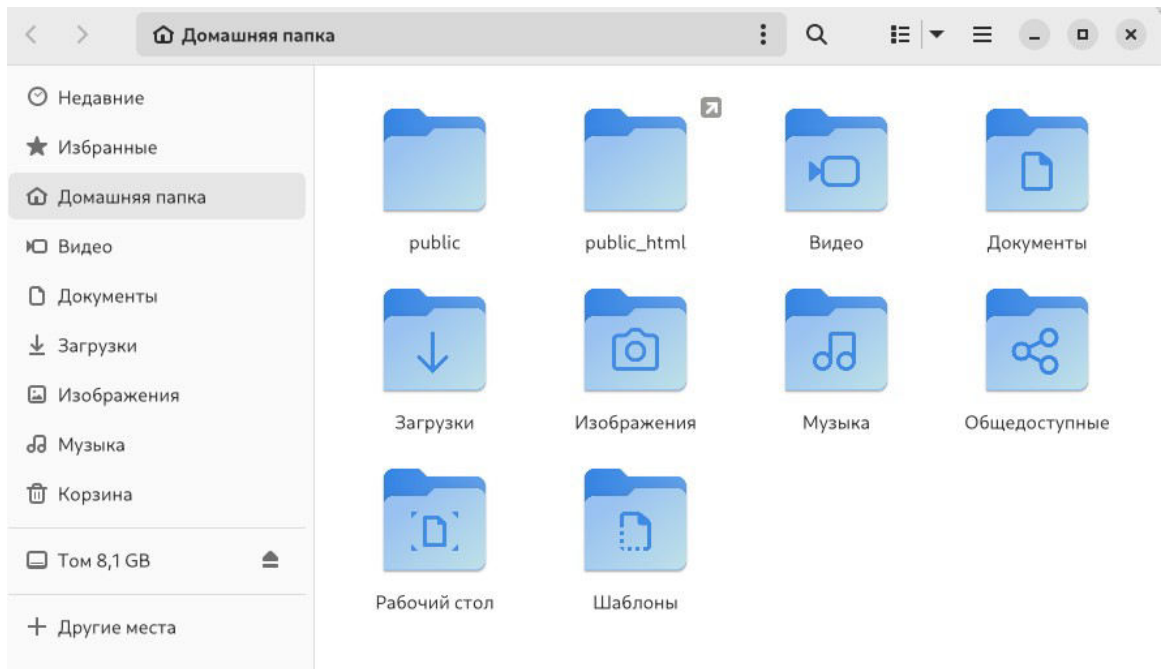 Домашняя папка
Недавние
Избранные
Домашняя папка
Видео
Документы
Загрузки
Изображения
Музыка
Корзина
Том 8,1 GB
Другие места
public
public_html
Видео
Документы
Загрузки
Изображения
Музыка
Общедоступные
Рабочий стол
Шаблоны